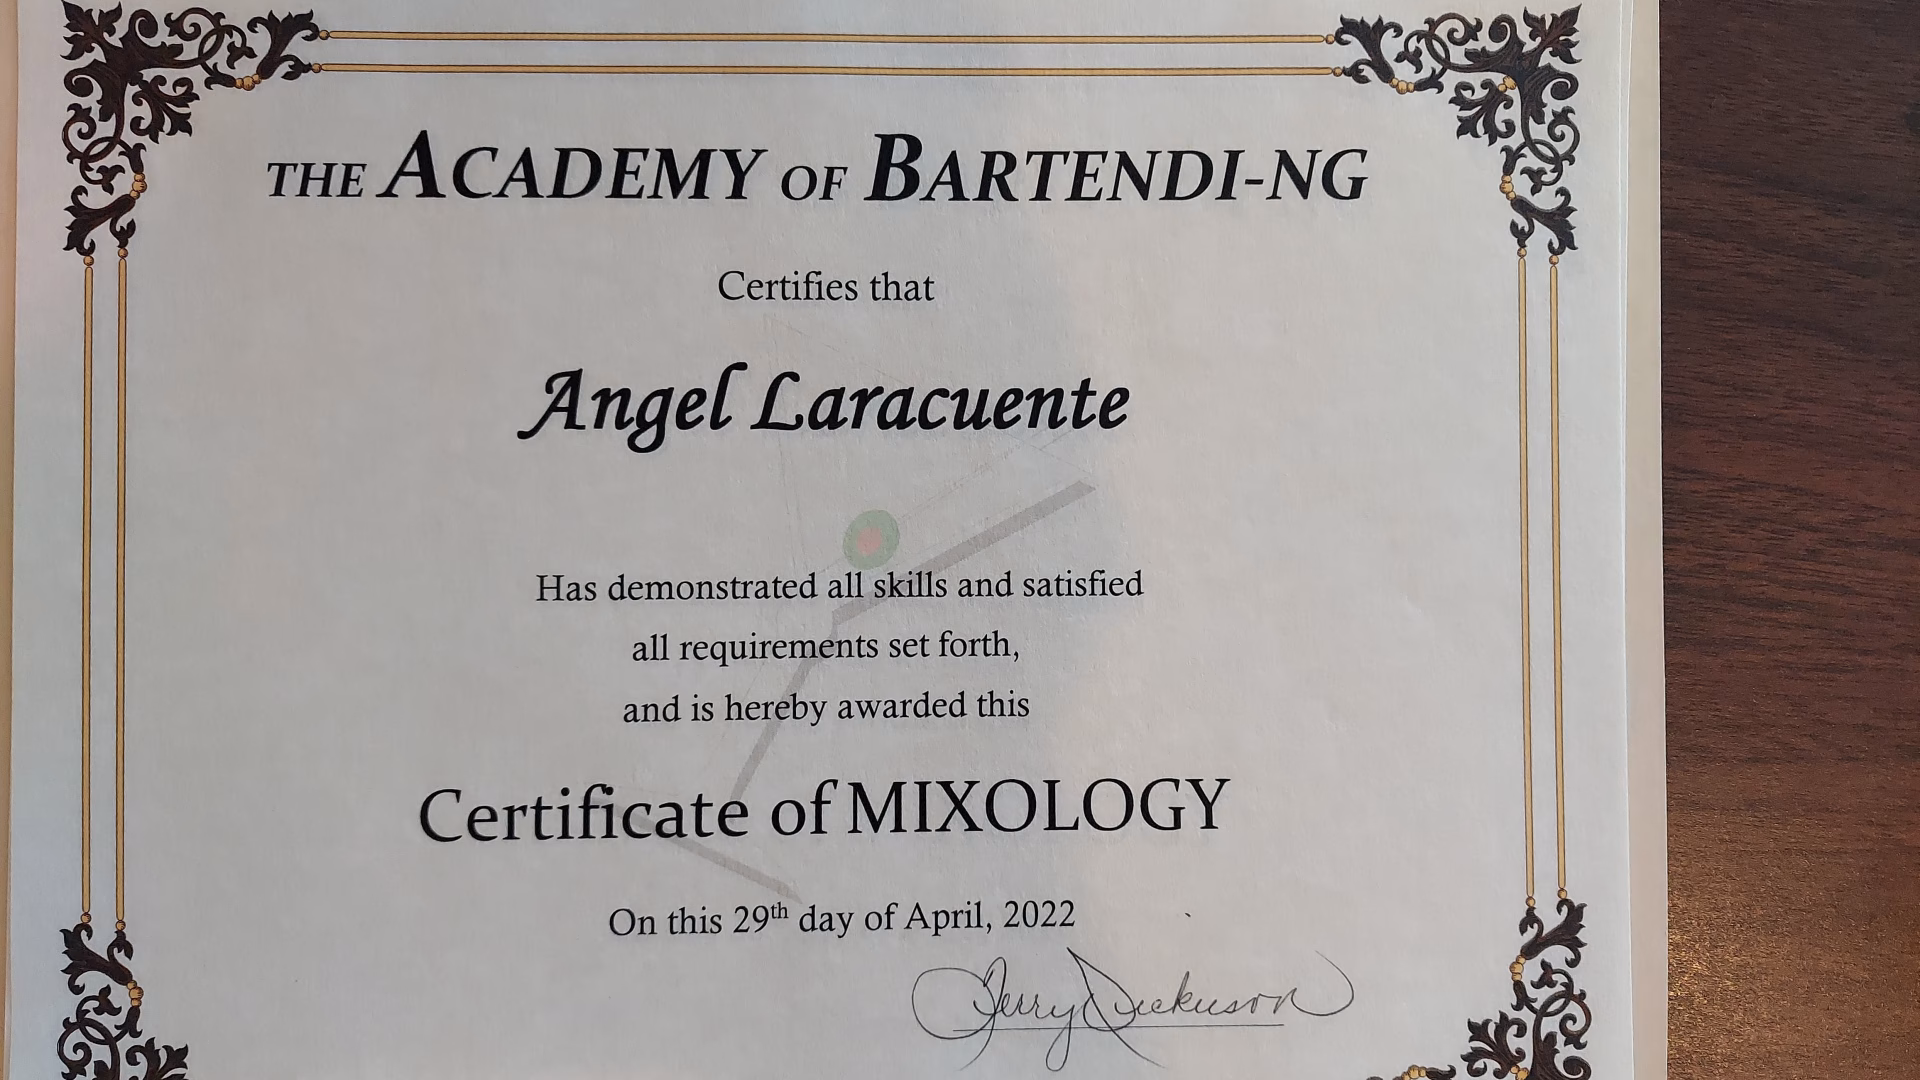 THE ACADEMY OF BARTENDI-NG
Certifies that
Angel Laracuente
Has demonstrated all skills and satisfied
all requirements set forth,
and is hereby awarded this
Certificate of MIXOLOGY
On this 29th day of April, 2022
Dickerson